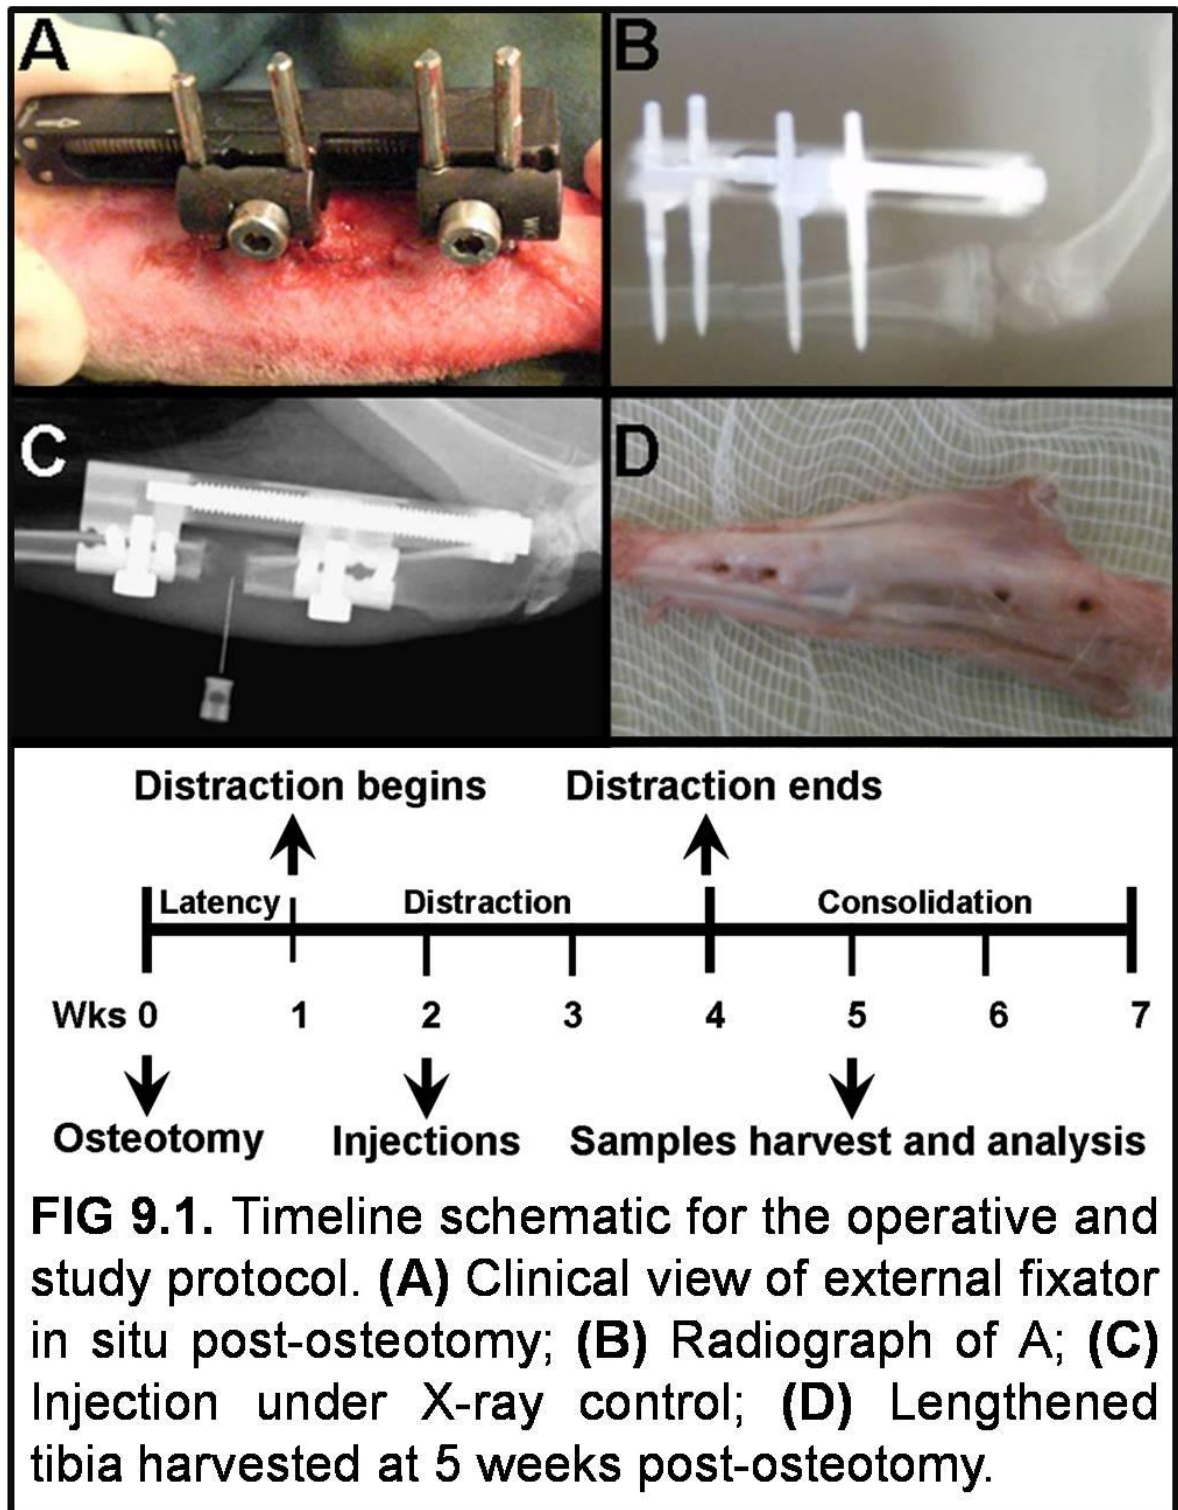 A
B
C
D
Distraction begins Distraction ends
Latency Distraction Consolidation
Wks 0 1 2 3 4 5 6 7
Osteotomy Injections Samples harvest and analysis
FIG 9.1. Timeline schematic for the operative and
study protocol. (A) Clinical view of external fixator
in situ post-osteotomy; (B) Radiograph of A; (C)
Injection under X-ray control; (D) Lengthened
tibia harvested at 5 weeks post-osteotomy.